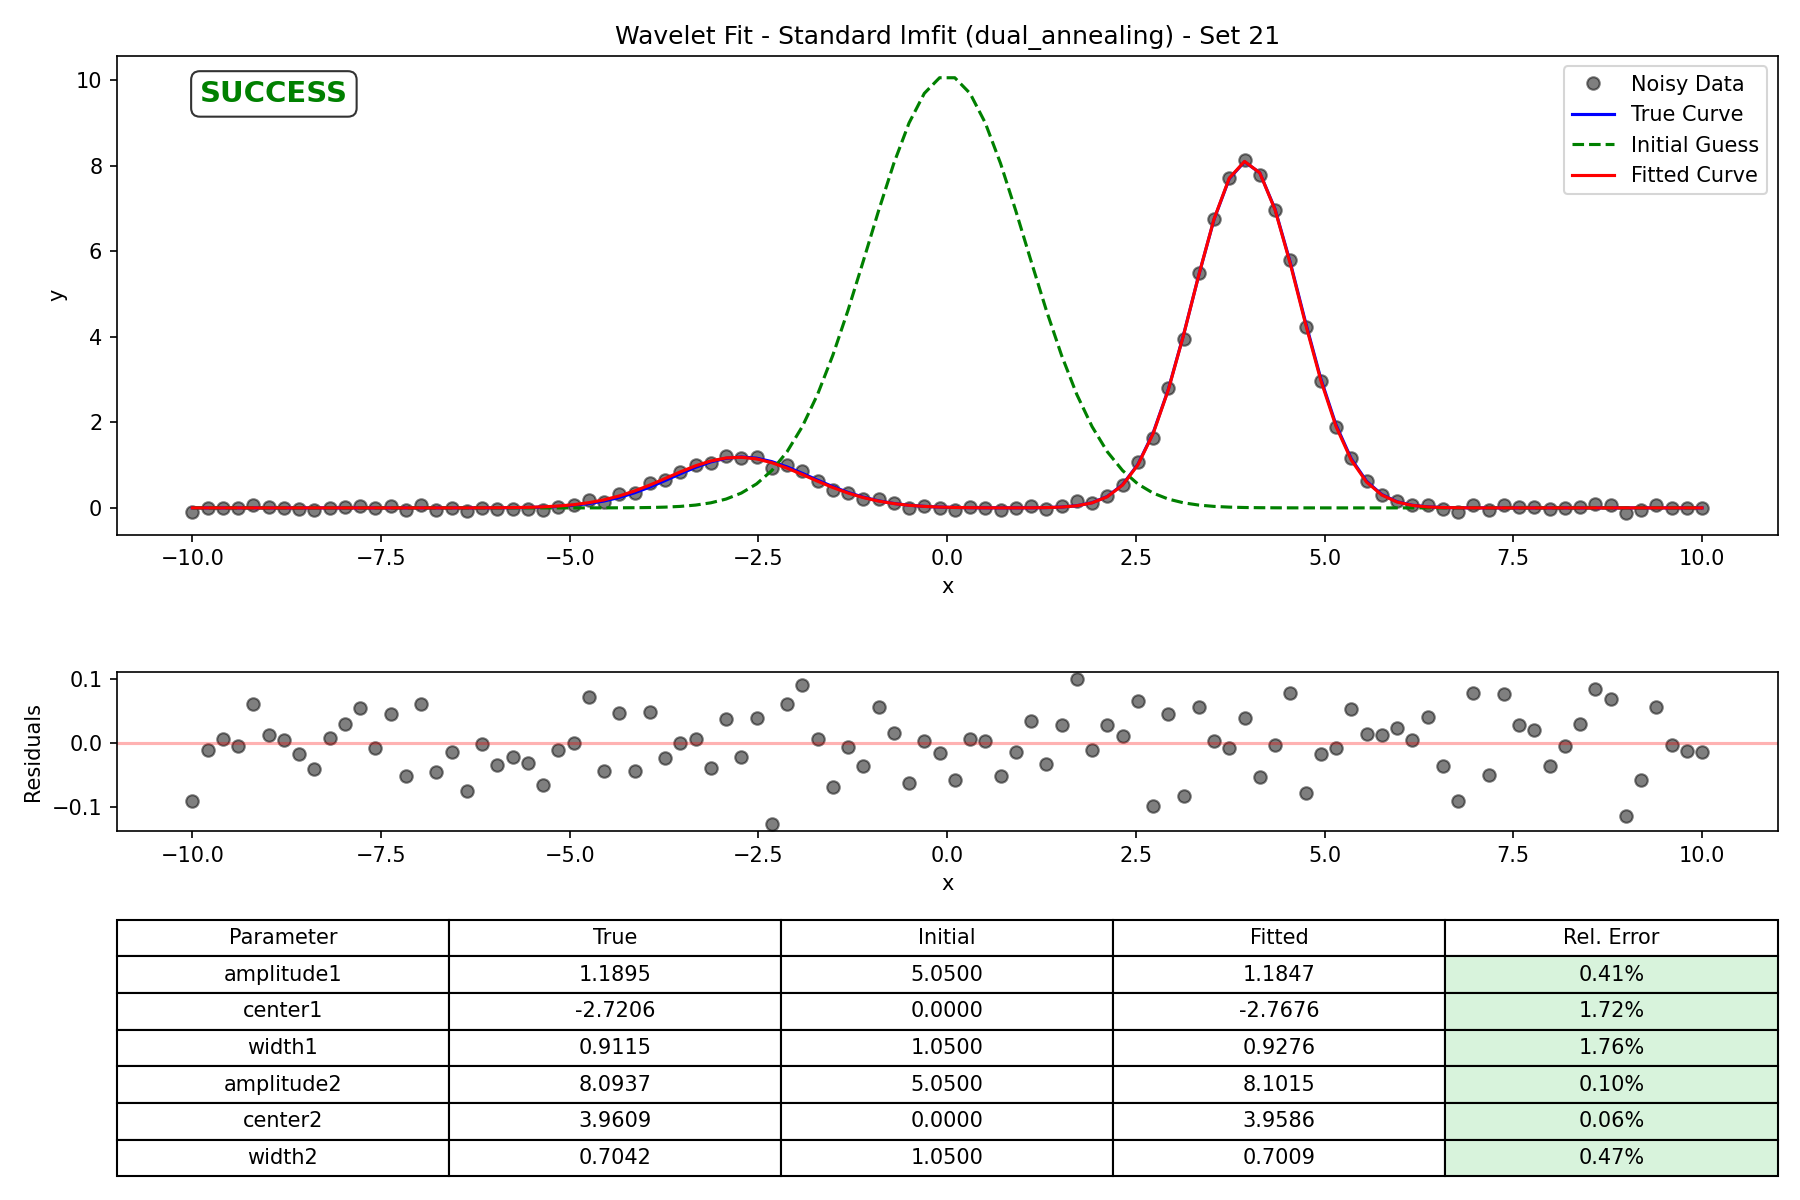 Wavelet Fit - Standard lmfit (dual_annealing) - Set 21
SUCCESS
Noisy Data
True Curve
Initial Guess
Fitted Curve
y
10
8
6
4
2
0
−10.0 −7.5 −5.0 −2.5 0.0 2.5 5.0 7.5 10.0
x
Residuals
0.1
0.0
−0.1
−10.0 −7.5 −5.0 −2.5 0.0 2.5 5.0 7.5 10.0
x
Parameter True Initial Fitted Rel. Error
amplitude1 1.1895 5.0500 1.1847 0.41%
center1 -2.7206 0.0000 -2.7676 1.72%
width1 0.9115 1.0500 0.9276 1.76%
amplitude2 8.0937 5.0500 8.1015 0.10%
center2 3.9609 0.0000 3.9586 0.06%
width2 0.7042 1.0500 0.7009 0.47%